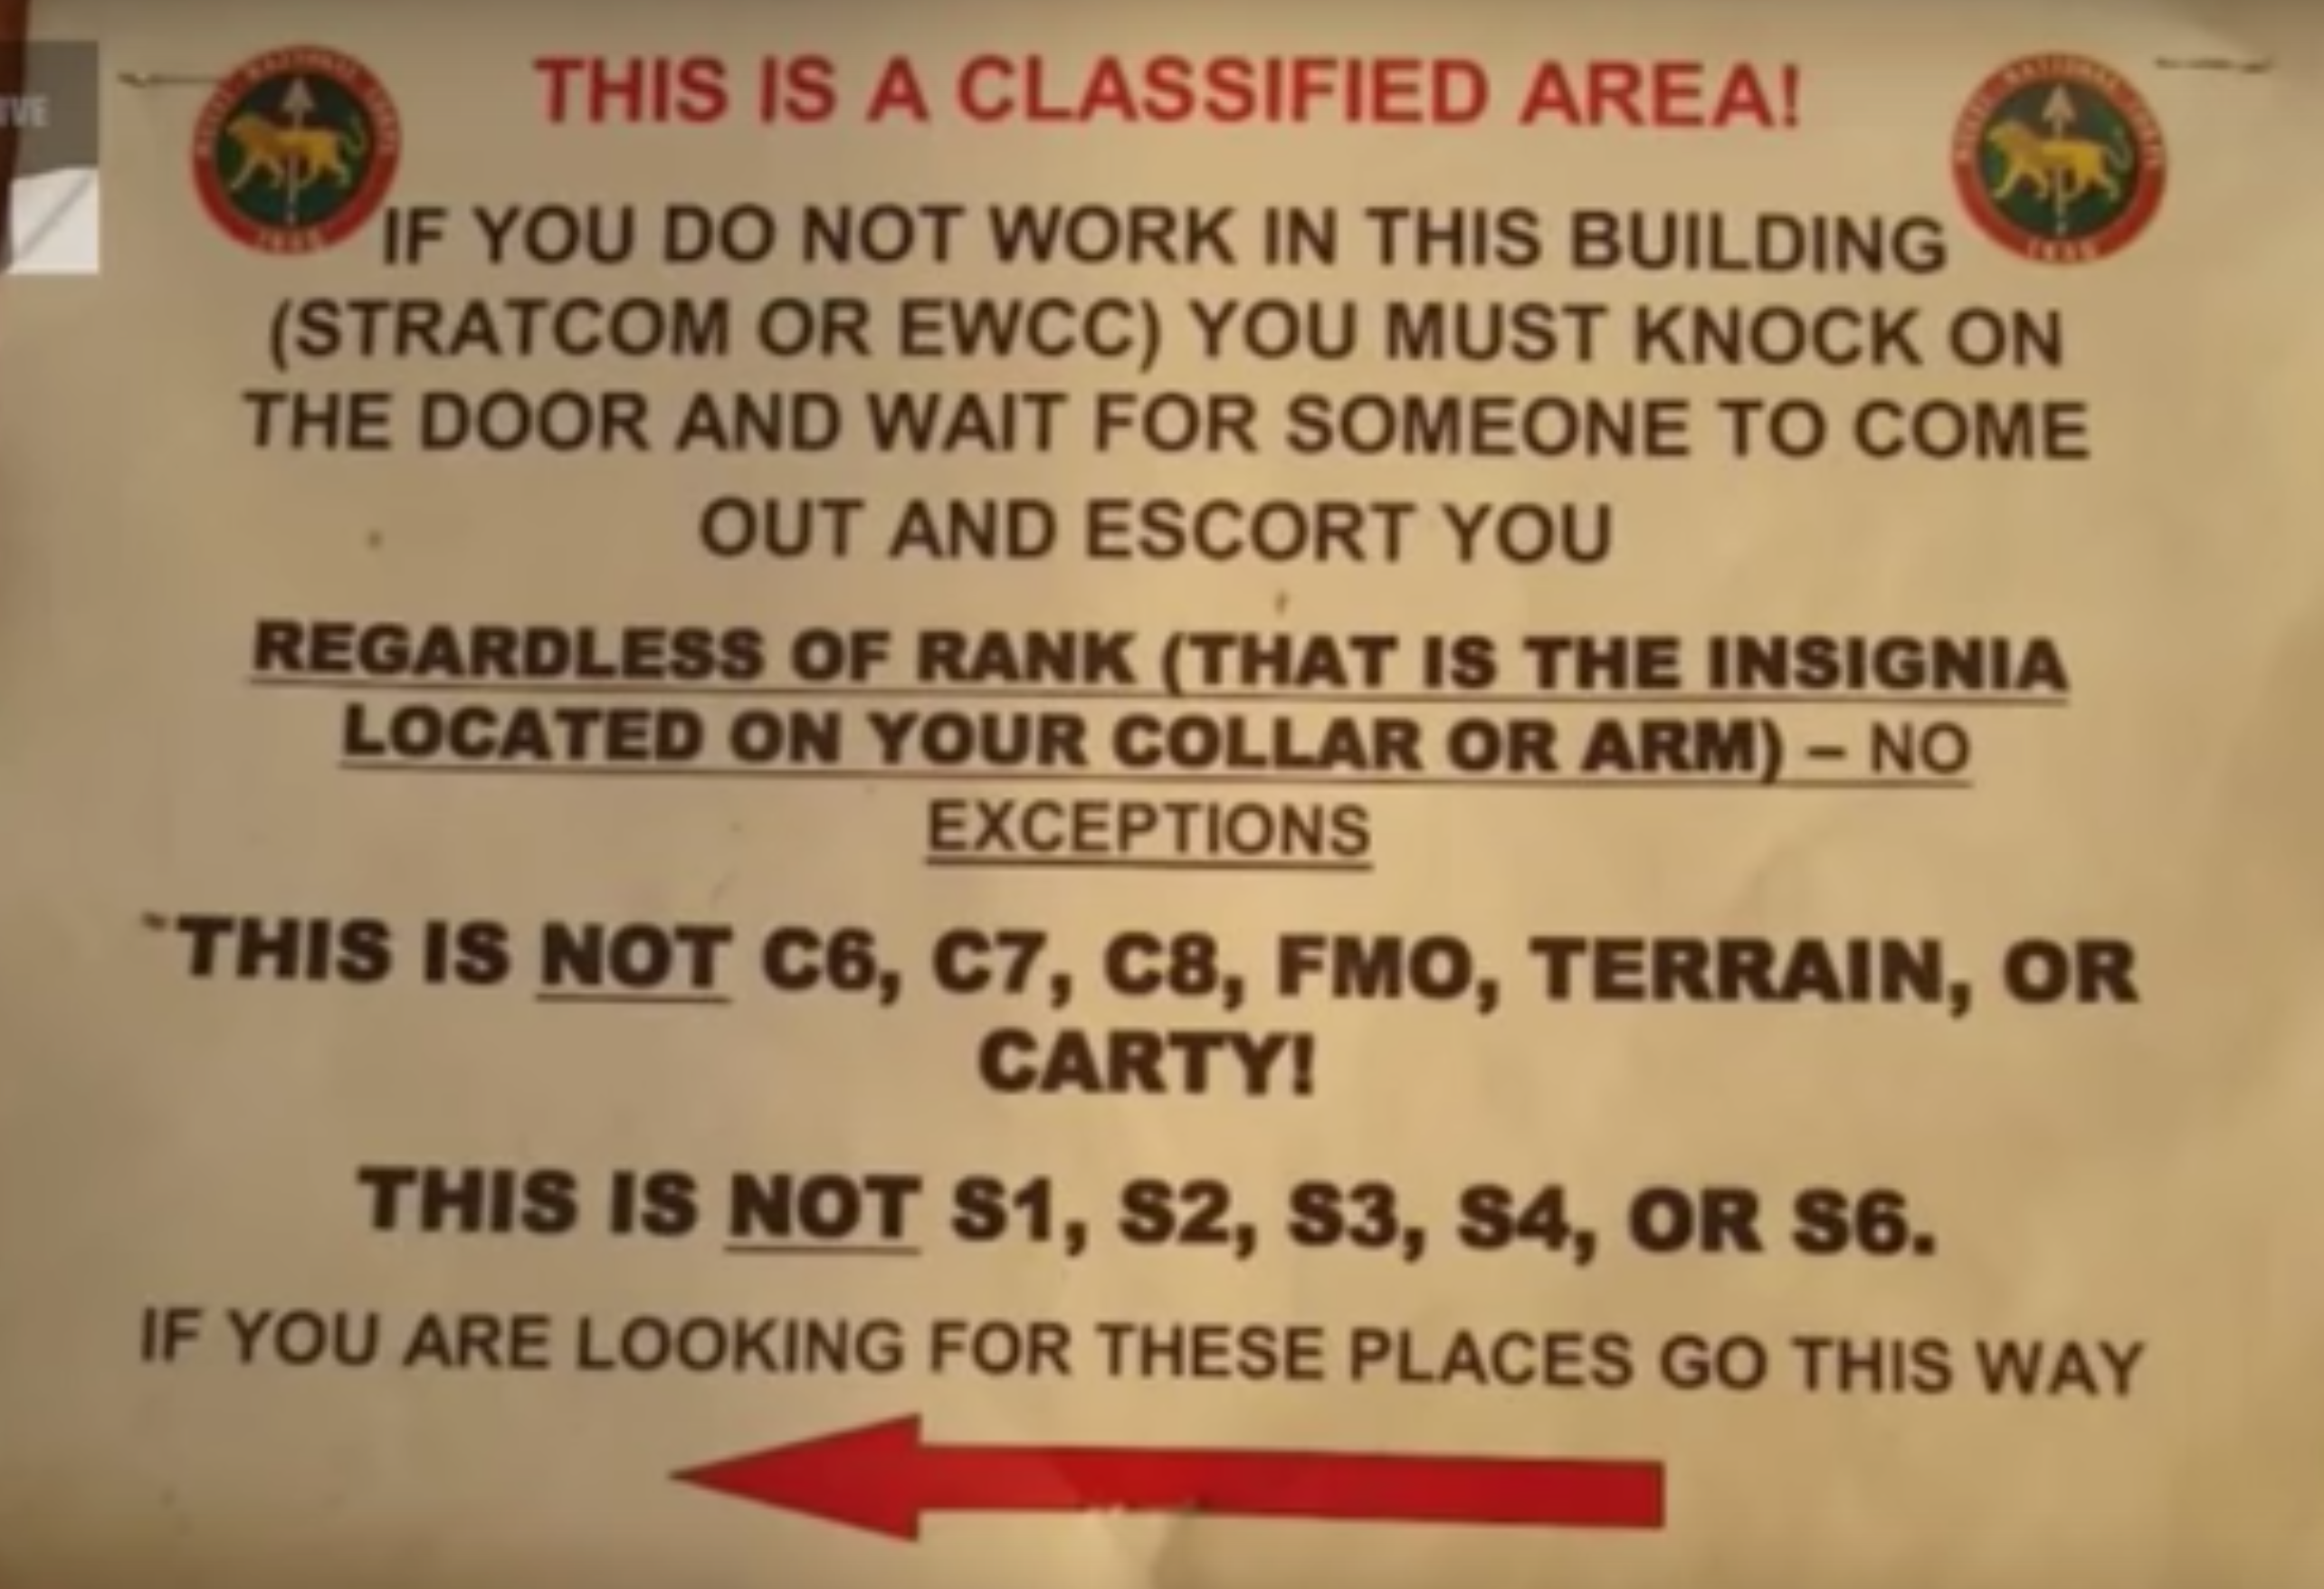 IVE
THIS IS A CLASSIFIED AREA!
IF YOU DO NOT WORK IN THIS BUILDING
(STRATCOM OR EWCC) YOU MUST KNOCK ON
THE DOOR AND WAIT FOR SOMEONE TO COME
OUT AND ESCORT YOU
REGARDLESS OF RANK (THAT IS THE INSIGNIA
LOCATED ON YOUR COLLAR OR ARM) – NO
EXCEPTIONS
THIS IS NOT C6, C7, C8, FMO, TERRAIN, OR
CARTY!
THIS IS NOT S1, S2, S3, S4, OR S6.
IF YOU ARE LOOKING FOR THESE PLACES GO THIS WAY